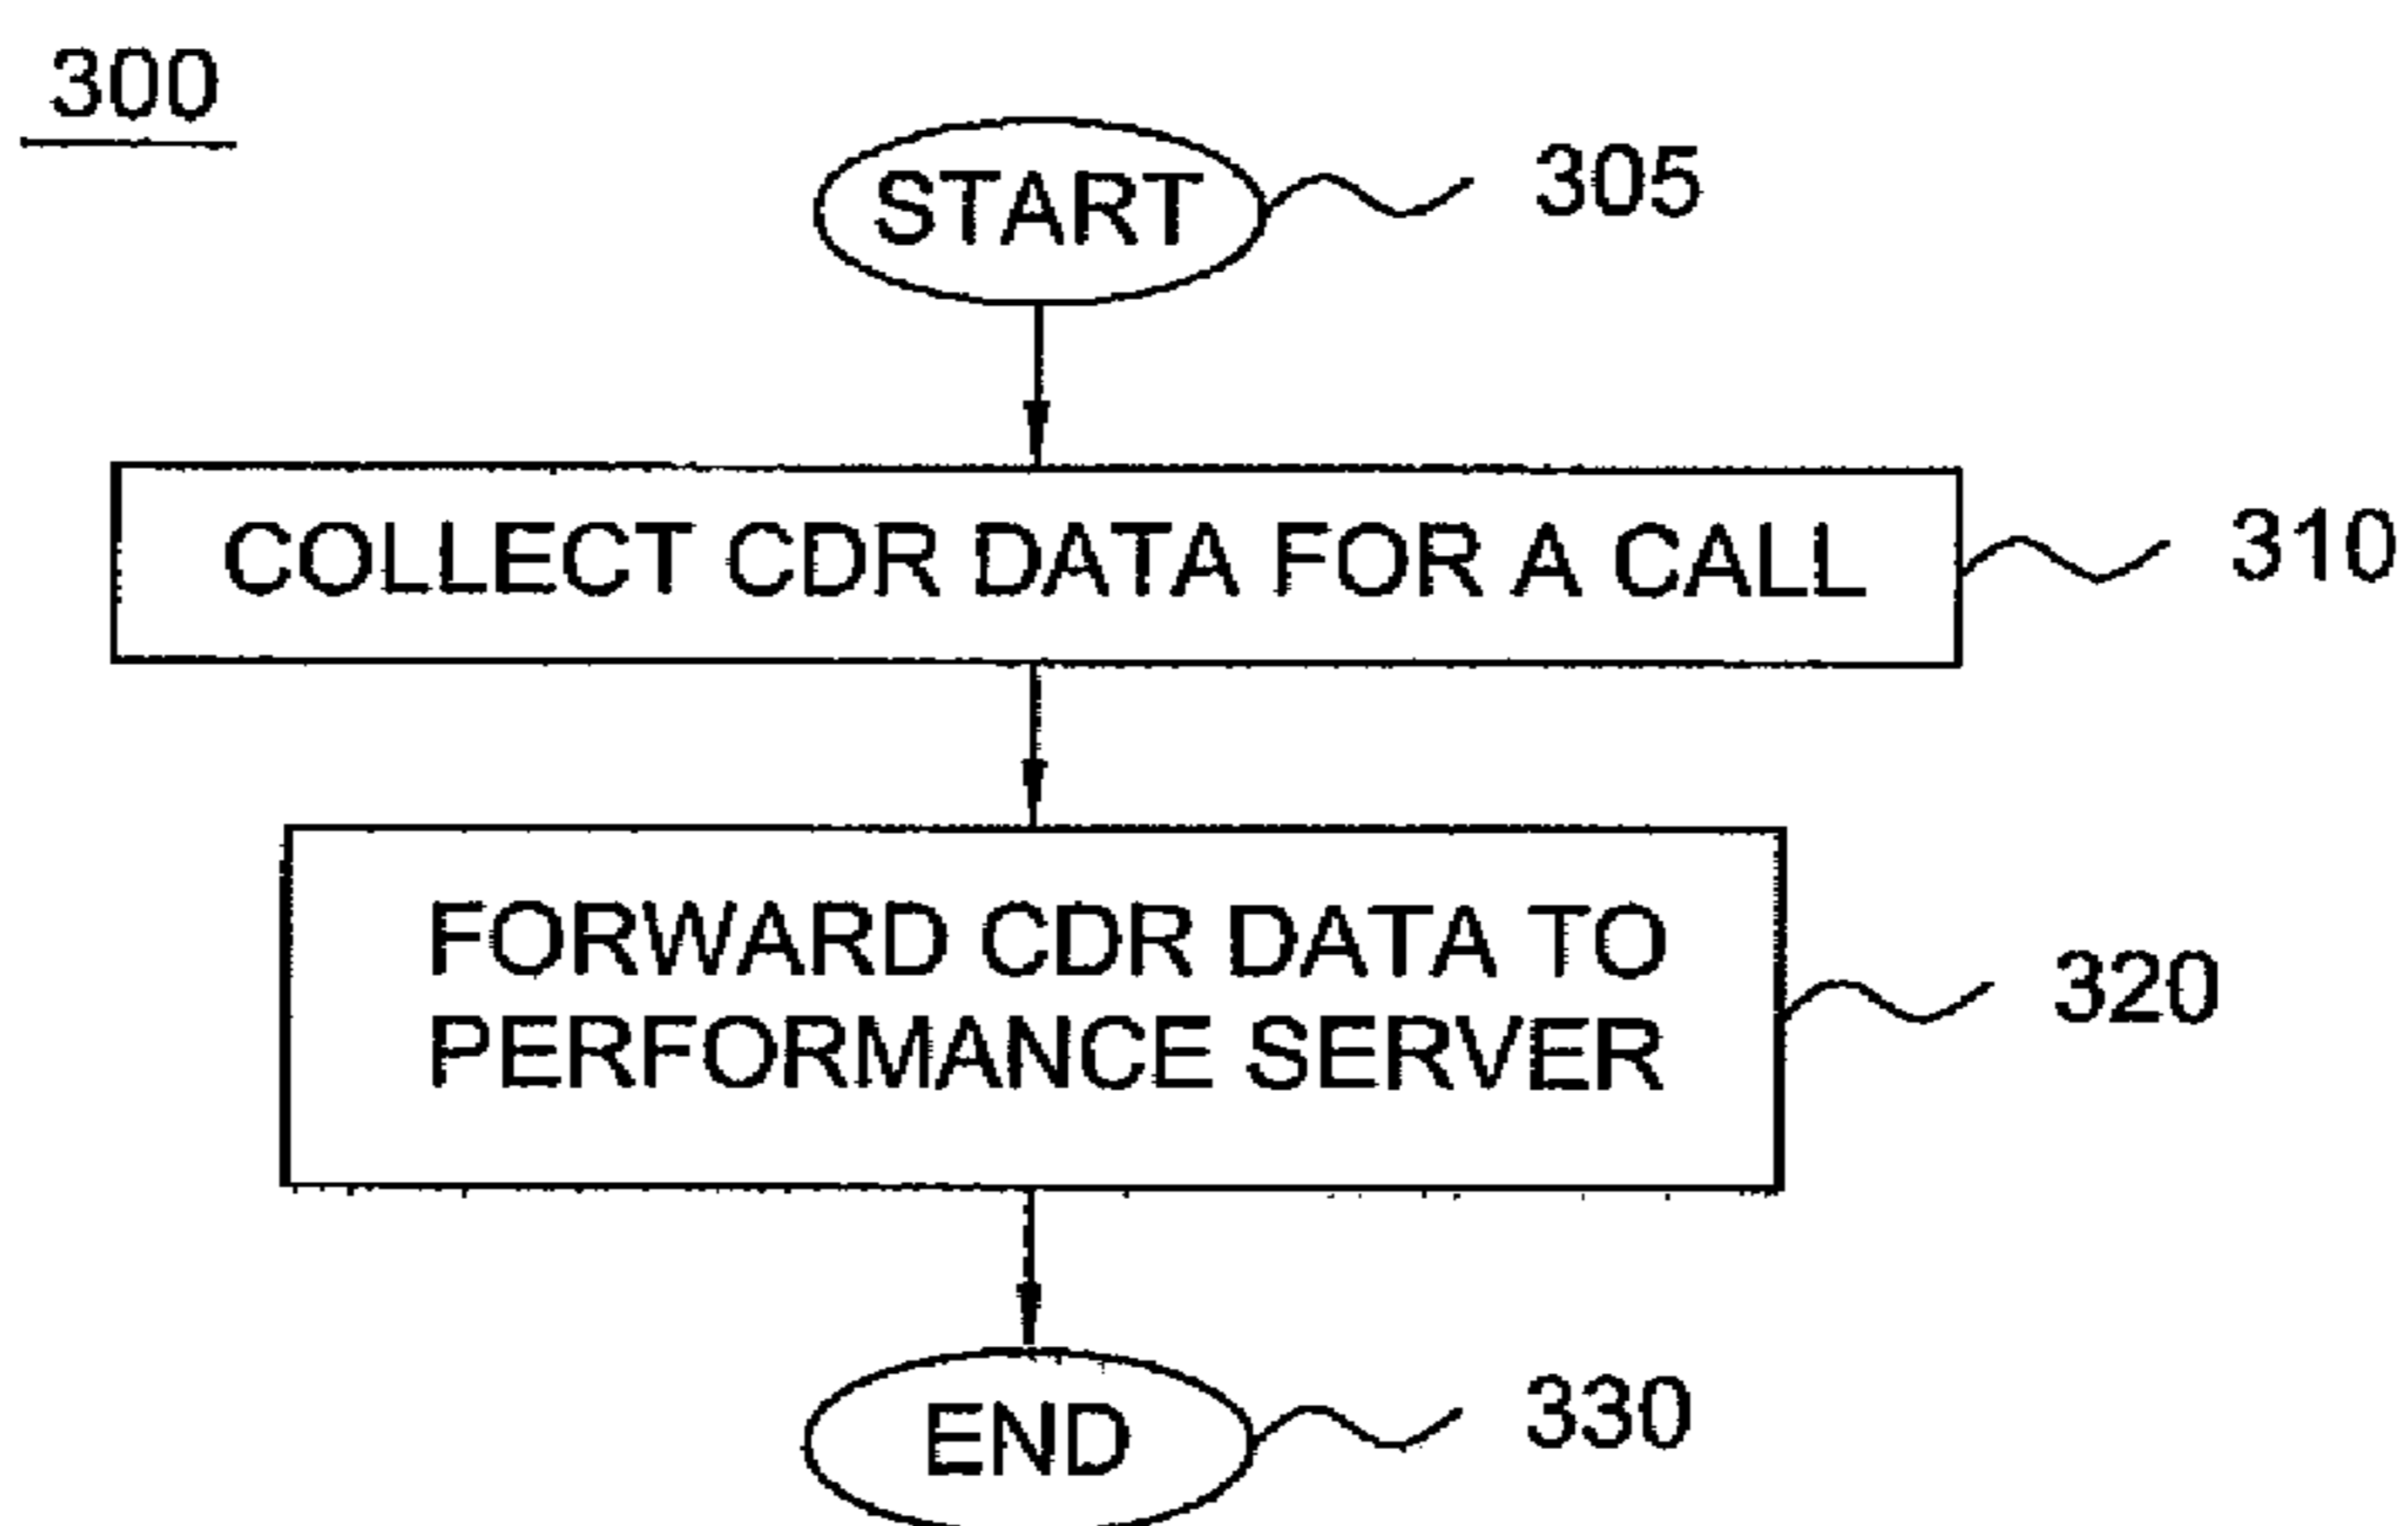 300
START
305
COLLECT CDR DATA FOR A CALL
310
FORWARD CDR DATA TO
PERFORMANCE SERVER
320
END
330